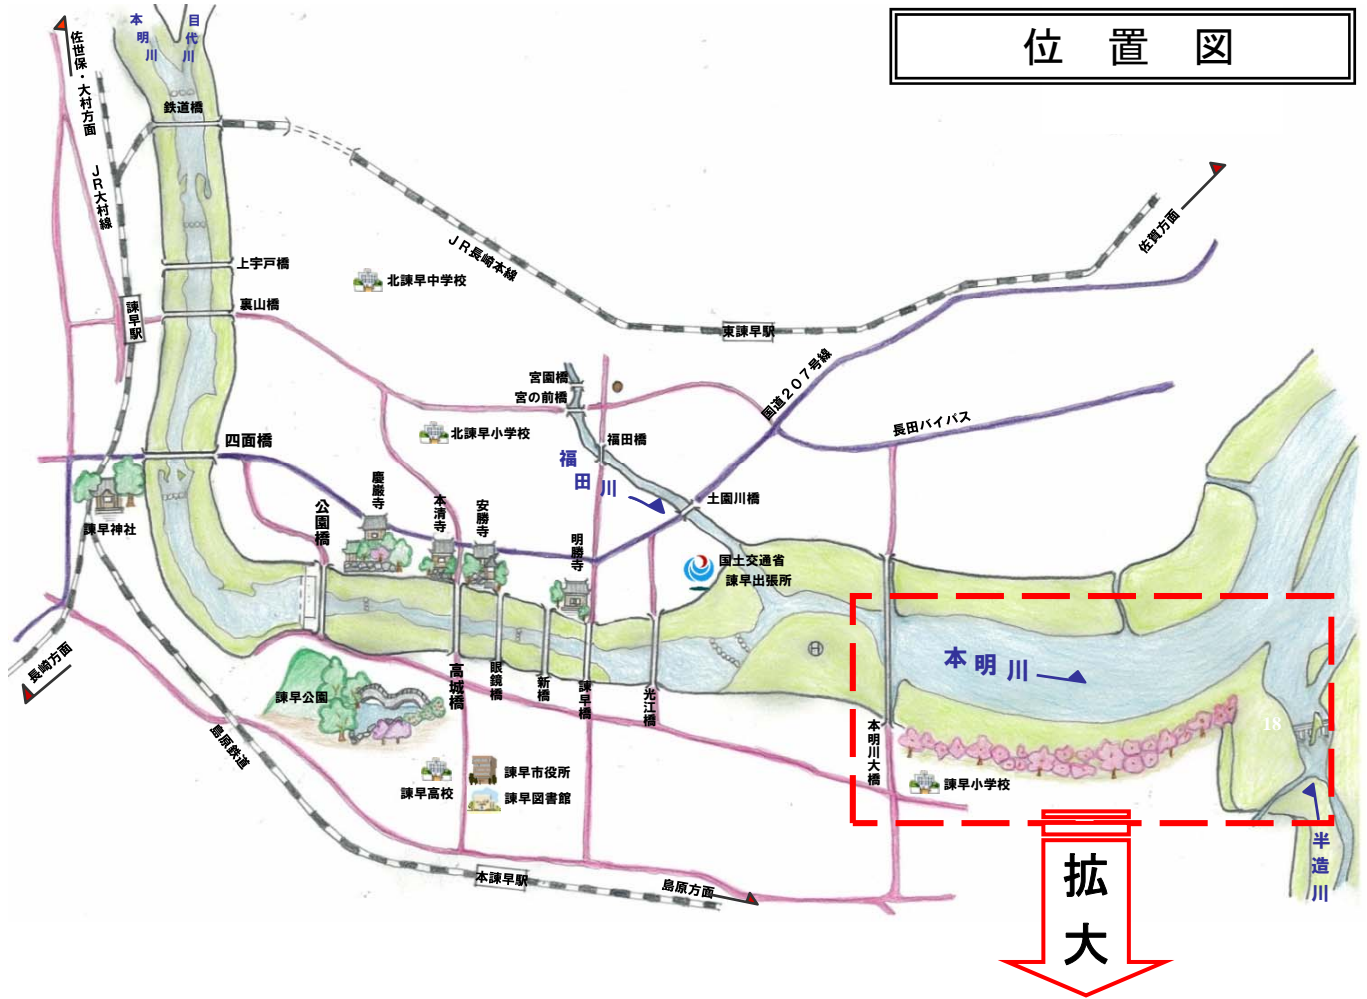 位置図
本明川
目代川
佐世保・大村方面
鉄道橋
ＪＲ大村線
佐賀方面
ＪＲ長崎本線
上宇戸橋
北諫早中学校
裏山橋
諫早駅
東諫早駅
国道２０７号線
宮園橋
宮の前橋
長田バイパス
北諫早小学校
福田橋
四面橋
福田川
土園川橋
慶巌寺
本清寺
安勝寺
公園橋
諫早神社
明勝寺
国土交通省
諫早出張所
H
長崎方面
本明川
高城橋
眼鏡橋
新橋
諫早橋
光江橋
諫早公園
島原鉄道
本明川大橋
18
諫早高校
諫早市役所
諫早図書館
諫早小学校
半造川
本諫早駅
島原方面
拡大